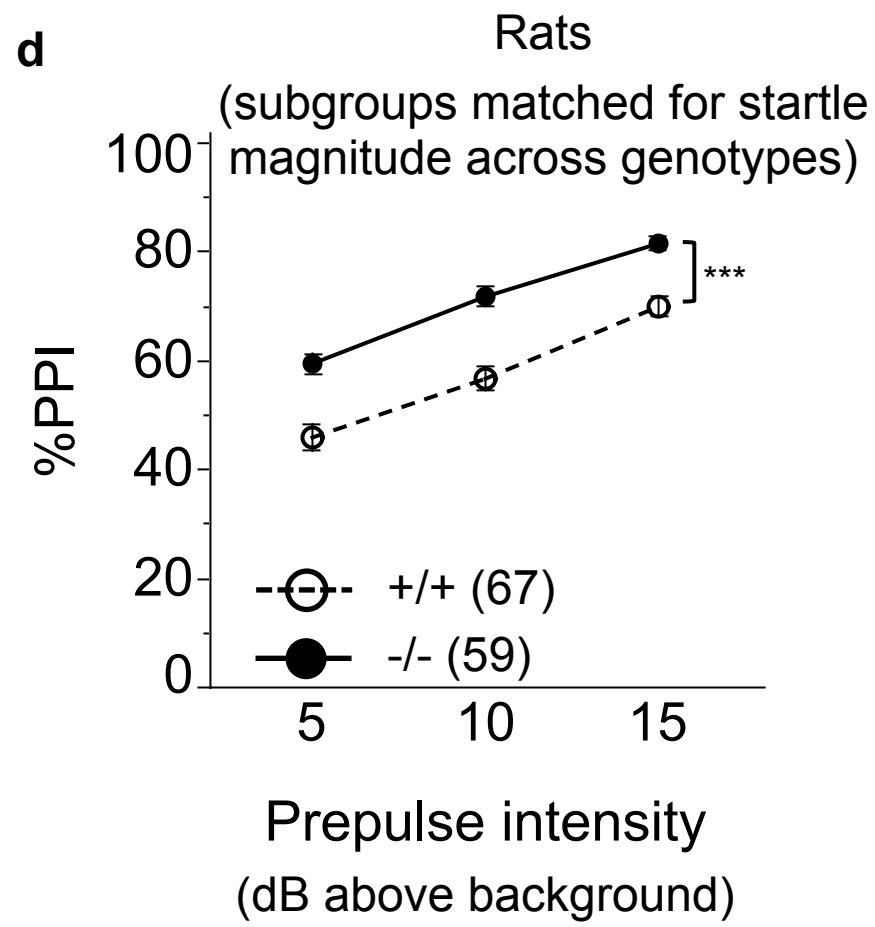 d
Rats
(subgroups matched for startle
magnitude across genotypes)
100
80
60
40
20
0
%PPI
***
+/+ (67)
-/- (59)
5 10 15
Prepulse intensity
(dB above background)